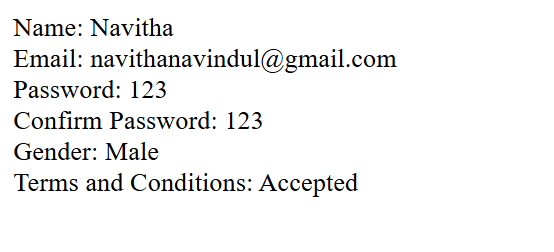 Name: Navitha
Email: navithanavindul@gmail.com
Password: 123
Confirm Password: 123
Gender: Male
Terms and Conditions: Accepted